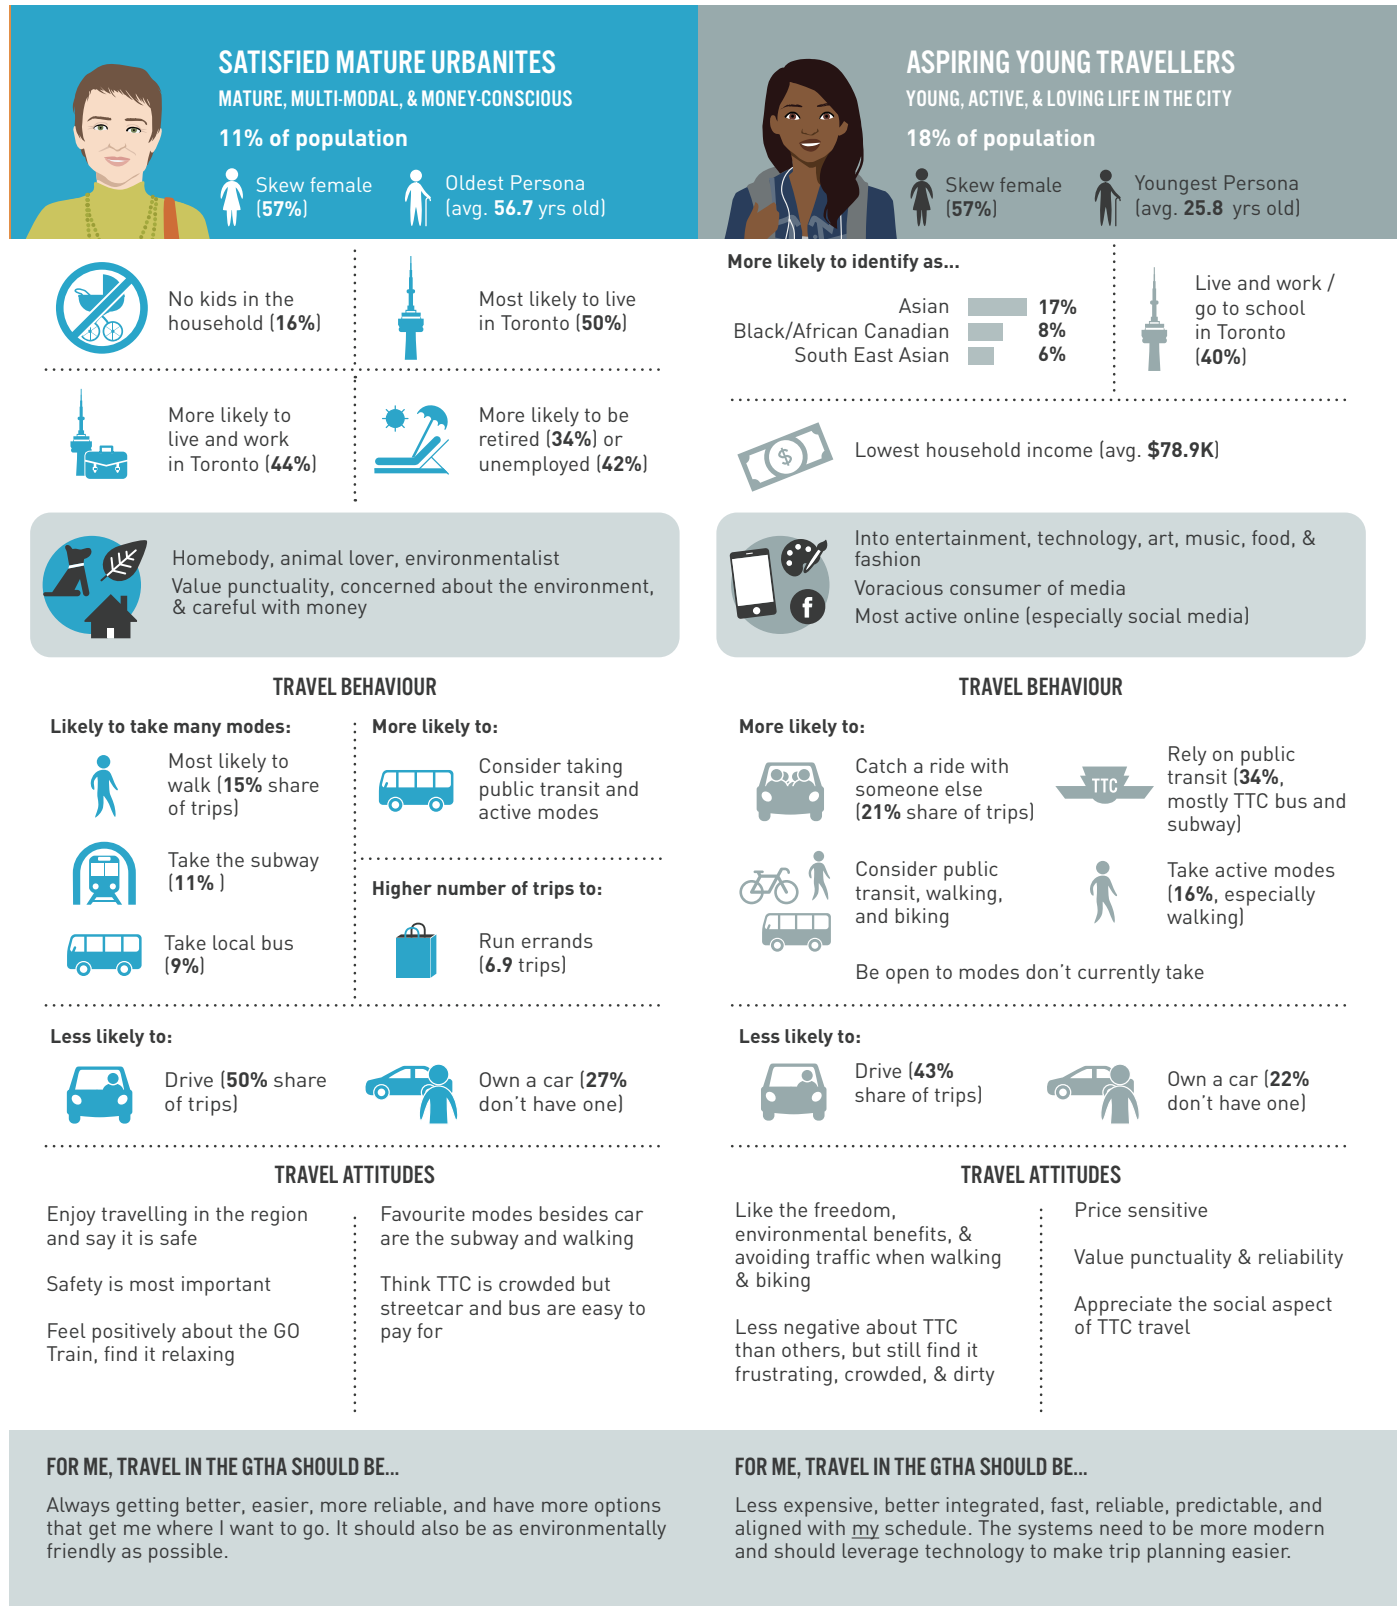 SATISFIED MATURE URBANITES
MATURE, MULTI-MODAL, & MONEY-CONSCIOUS
11% of population
Skew female
(57%)
Oldest Persona
(avg. 56.7 yrs old)
No kids in the
household (16%)
Most likely to live
in Toronto (50%)
More likely to
live and work
in Toronto (44%)
More likely to be
retired (34%) or
unemployed (42%)
Homebody, animal lover, environmentalist
Value punctuality, concerned about the environment,
& careful with money
TRAVEL BEHAVIOUR
Likely to take many modes:
Most likely to
walk (15% share
of trips)
Take the subway
(11% )
Take local bus
(9%)
More likely to:
Consider taking
public transit and
active modes
Higher number of trips to:
Run errands
(6.9 trips)
Less likely to:
Drive (50% share
of trips)
Own a car (27%
don't have one)
TRAVEL ATTITUDES
Enjoy travelling in the region
and say it is safe
Safety is most important
Feel positively about the GO
Train, find it relaxing
Favourite modes besides car
are the subway and walking
Think TTC is crowded but
streetcar and bus are easy to
pay for
FOR ME, TRAVEL IN THE GTHA SHOULD BE...
Always getting better, easier, more reliable, and have more options
that get me where I want to go. It should also be as environmentally
friendly as possible.
ASPIRING YOUNG TRAVELLERS
YOUNG, ACTIVE, & LOVING LIFE IN THE CITY
18% of population
Skew female
(57%)
Youngest Persona
(avg. 25.8 yrs old)
More likely to identify as...
Asian 17%
Black/African Canadian 8%
South East Asian 6%
Live and work /
go to school
in Toronto
(40%)
$
Lowest household income (avg. $78.9K)
f
Into entertainment, technology, art, music, food, &
fashion
Voracious consumer of media
Most active online (especially social media)
TRAVEL BEHAVIOUR
More likely to:
Catch a ride with
someone else
(21% share of trips)
TTC
Rely on public
transit (34%,
mostly TTC bus and
subway)
Consider public
transit, walking,
and biking
Take active modes
(16%, especially
walking)
Be open to modes don't currently take
Less likely to:
Drive (43%
share of trips)
Own a car (22%
don't have one)
TRAVEL ATTITUDES
Like the freedom,
environmental benefits, &
avoiding traffic when walking
& biking
Less negative about TTC
than others, but still find it
frustrating, crowded, & dirty
Price sensitive
Value punctuality & reliability
Appreciate the social aspect
of TTC travel
FOR ME, TRAVEL IN THE GTHA SHOULD BE...
Less expensive, better integrated, fast, reliable, predictable, and
aligned with my schedule. The systems need to be more modern
and should leverage technology to make trip planning easier.